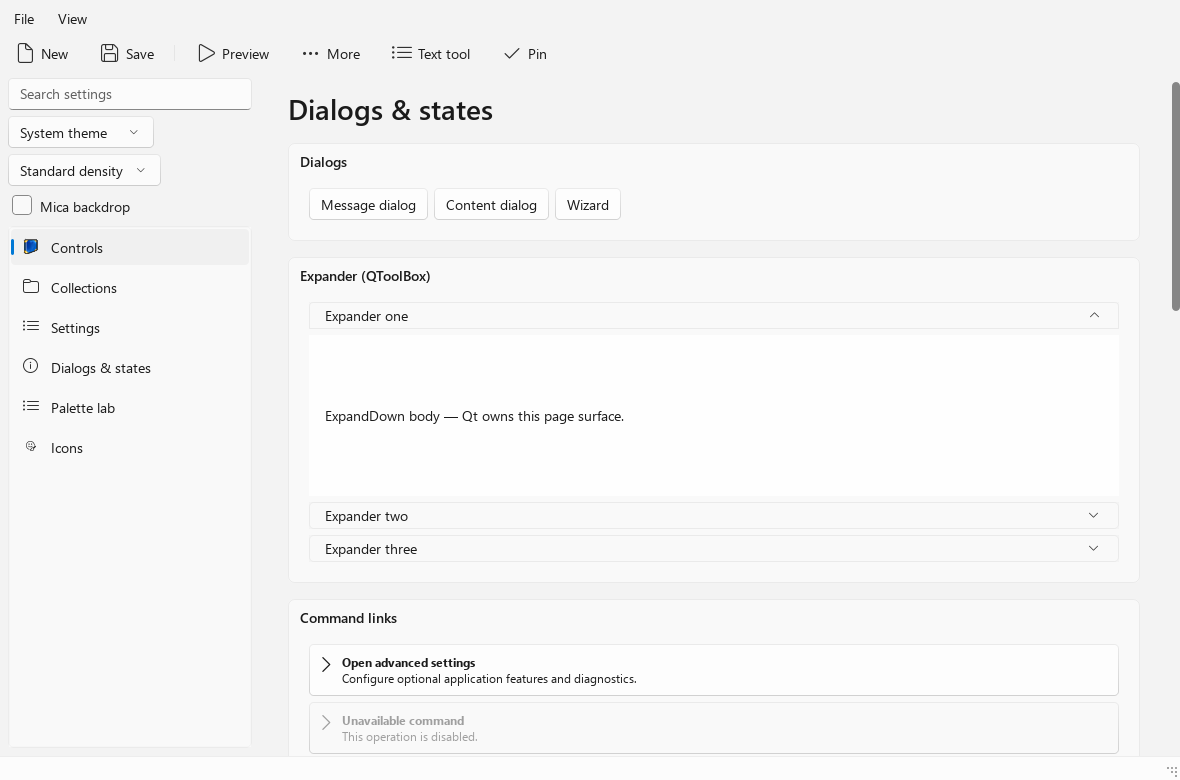 File View
New Save Preview More Text tool Pin
Search settings
System theme
Standard density
Mica backdrop
Controls
Collections
Settings
Dialogs & states
Palette lab
Icons
Dialogs & states
Dialogs
Message dialog Content dialog Wizard
Expander (QToolBox)
Expander one
ExpandDown body — Qt owns this page surface.
Expander two
Expander three
Command links
Open advanced settings
Configure optional application features and diagnostics.
Unavailable command
This operation is disabled.